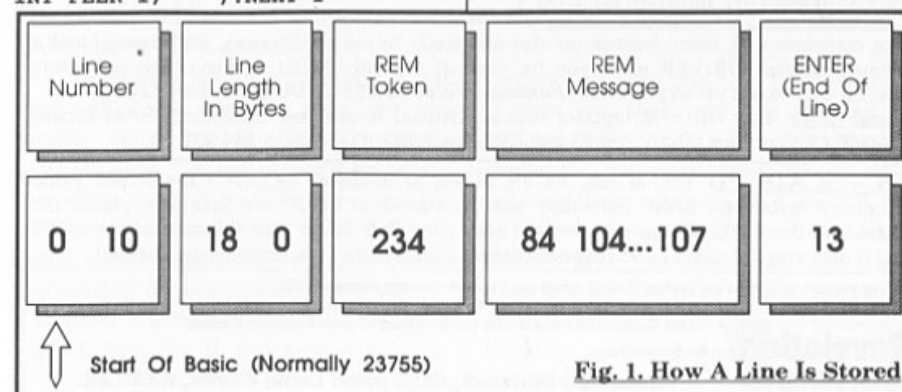 Line
Number
Line
Length
In Bytes
REM
Token
REM
Message
ENTER
(End Of
Line)
0 10
18 0
234
84 104...107
13
Start Of Basic (Normally 23755)
Fig. 1. How A Line Is Stored